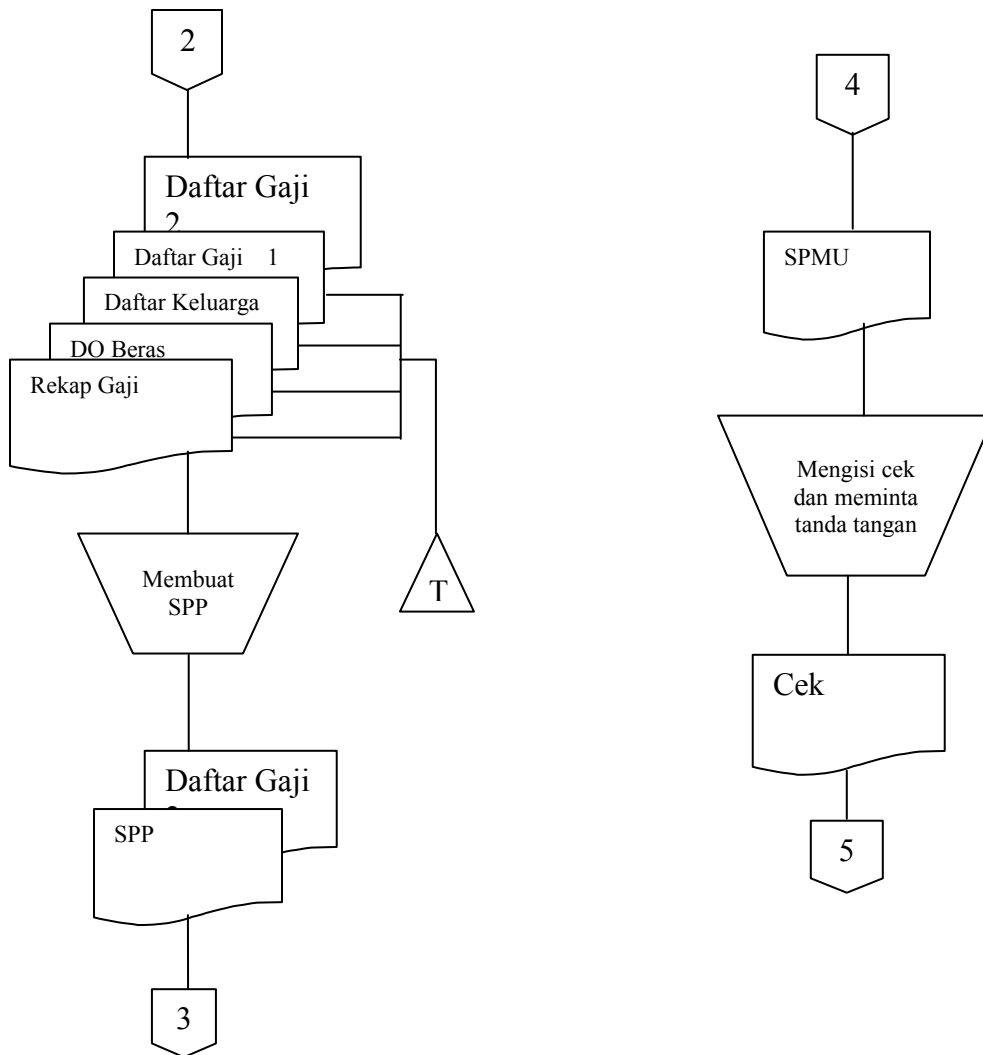 2
Daftar Gaji
2
Daftar Gaji 1
Daftar Keluarga
DO Beras
Rekap Gaji
Membuat
SPP
T
Daftar Gaji
SPP
3
4
SPMU
Mengisi cek
dan meminta
tanda tangan
Cek
5